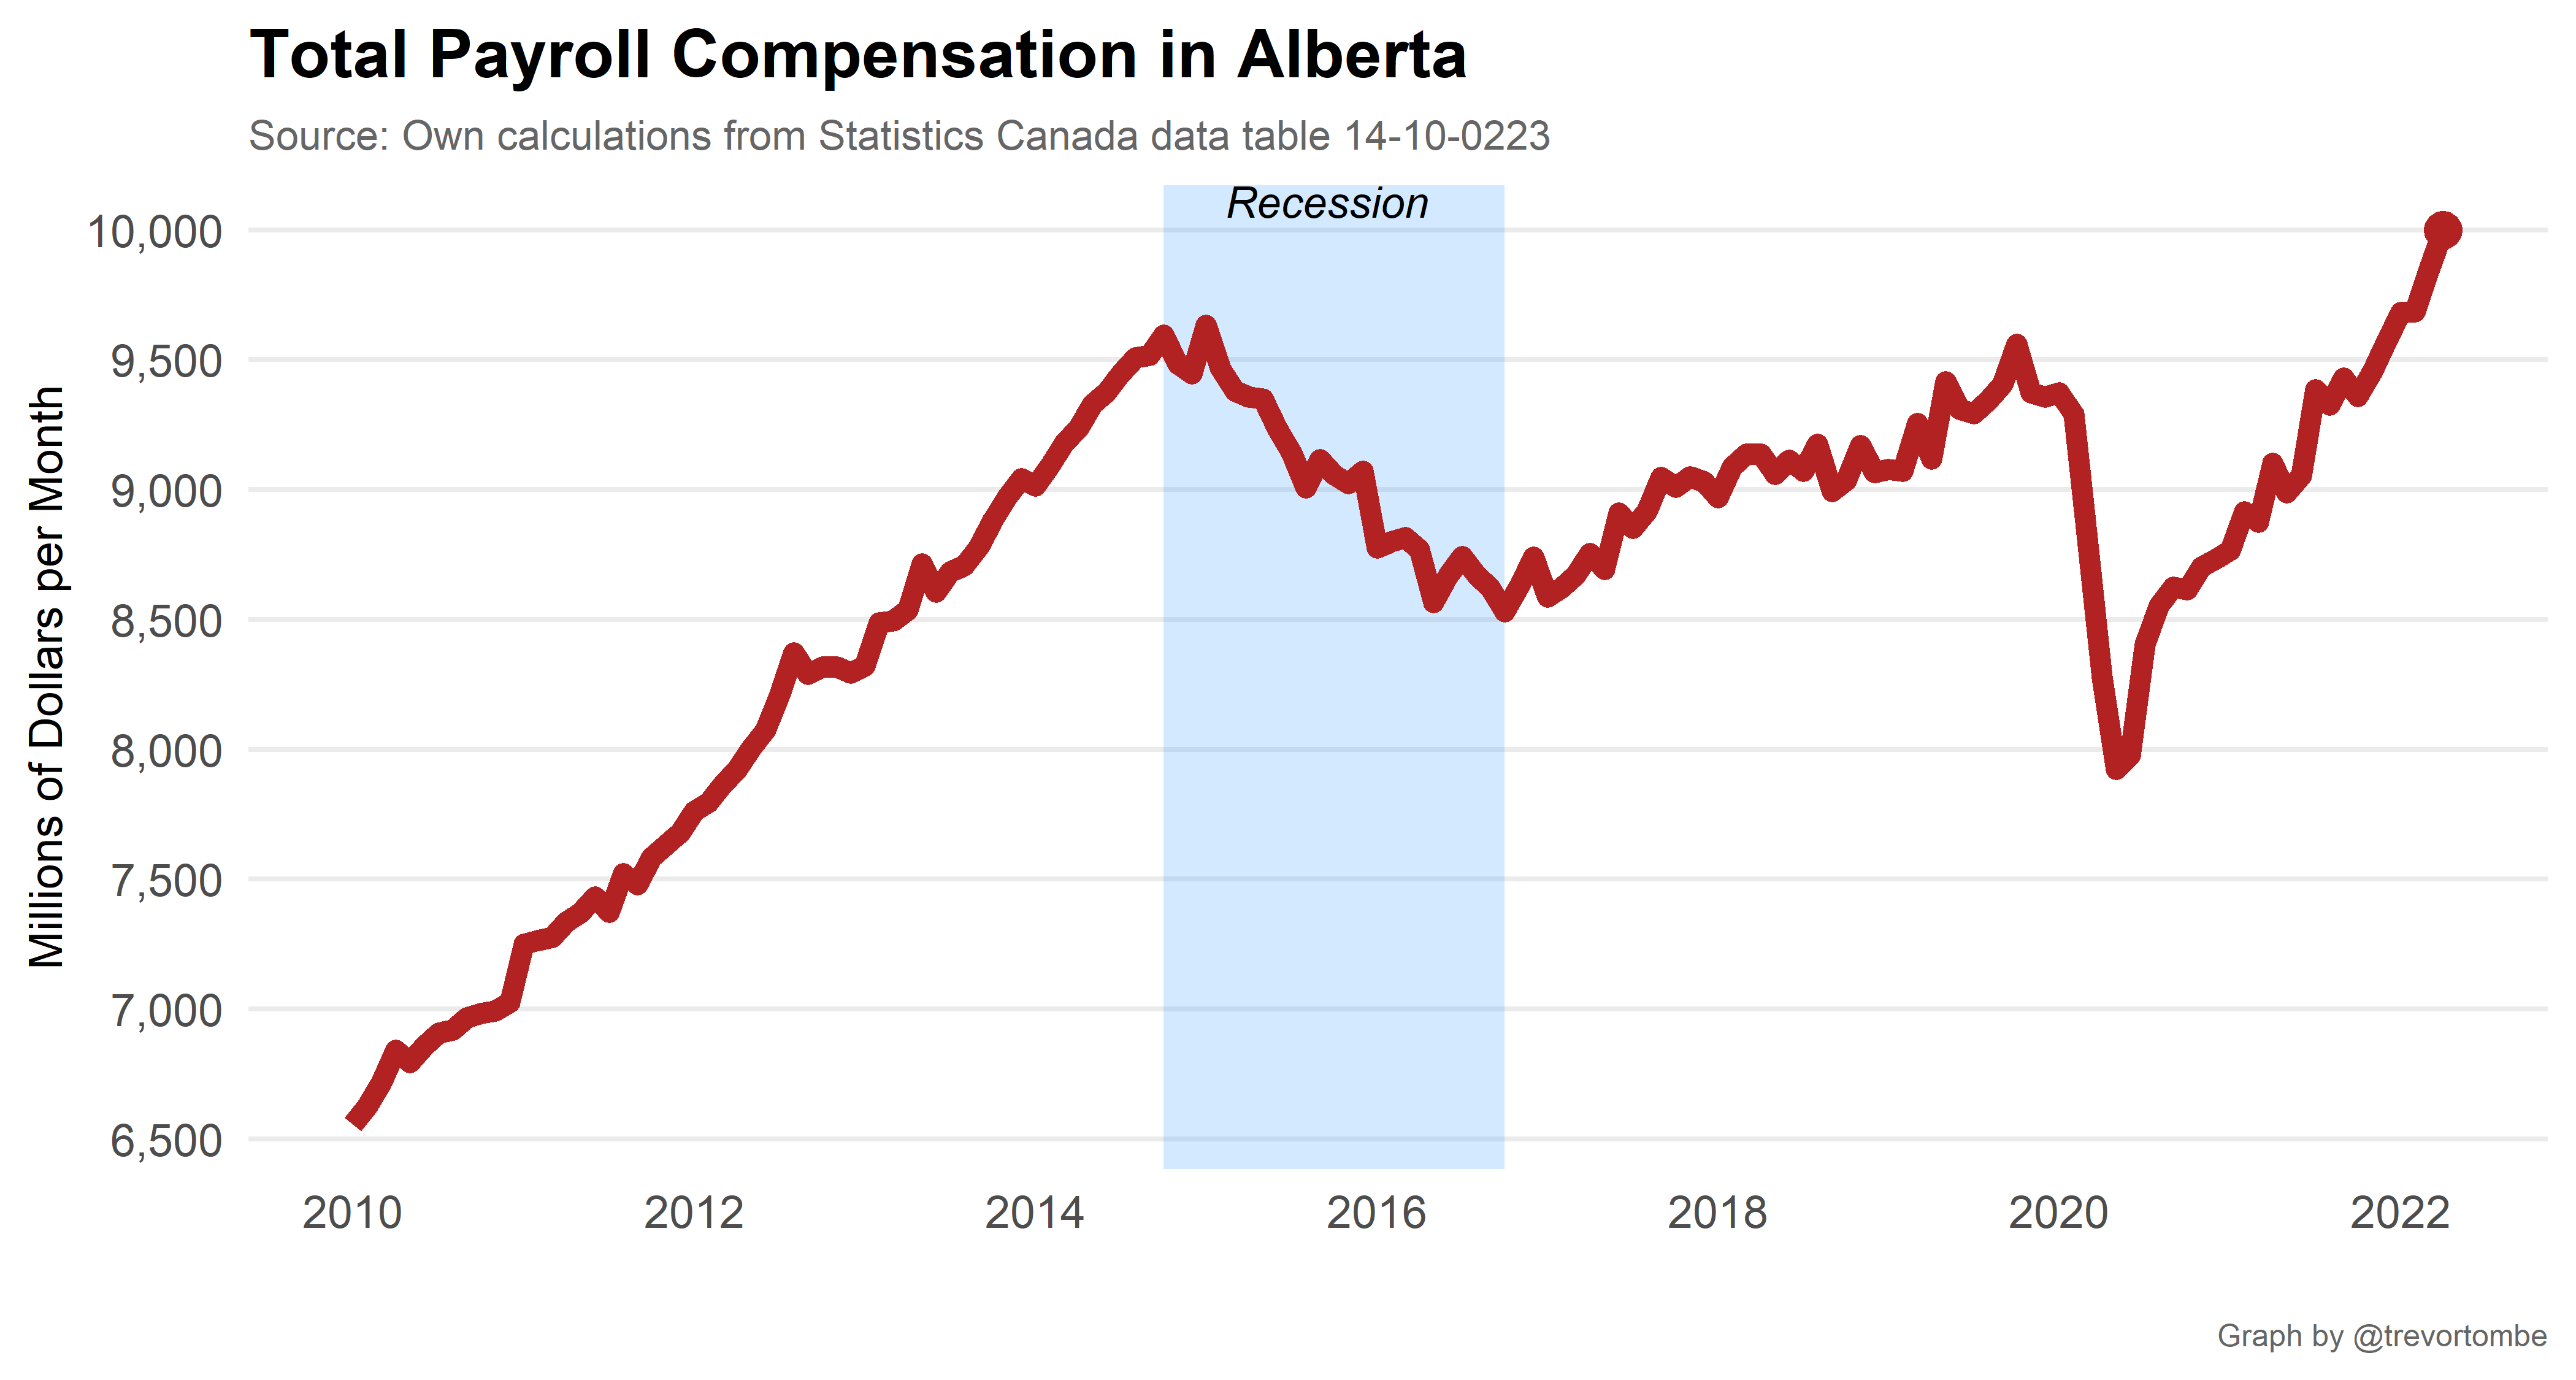 Total Payroll Compensation in Alberta
Source: Own calculations from Statistics Canada data table 14-10-0223
Recession
Millions of Dollars per Month
10,000
9,500
9,000
8,500
8,000
7,500
7,000
6,500
2010 2012 2014 2016 2018 2020 2022
Graph by @trevortombe